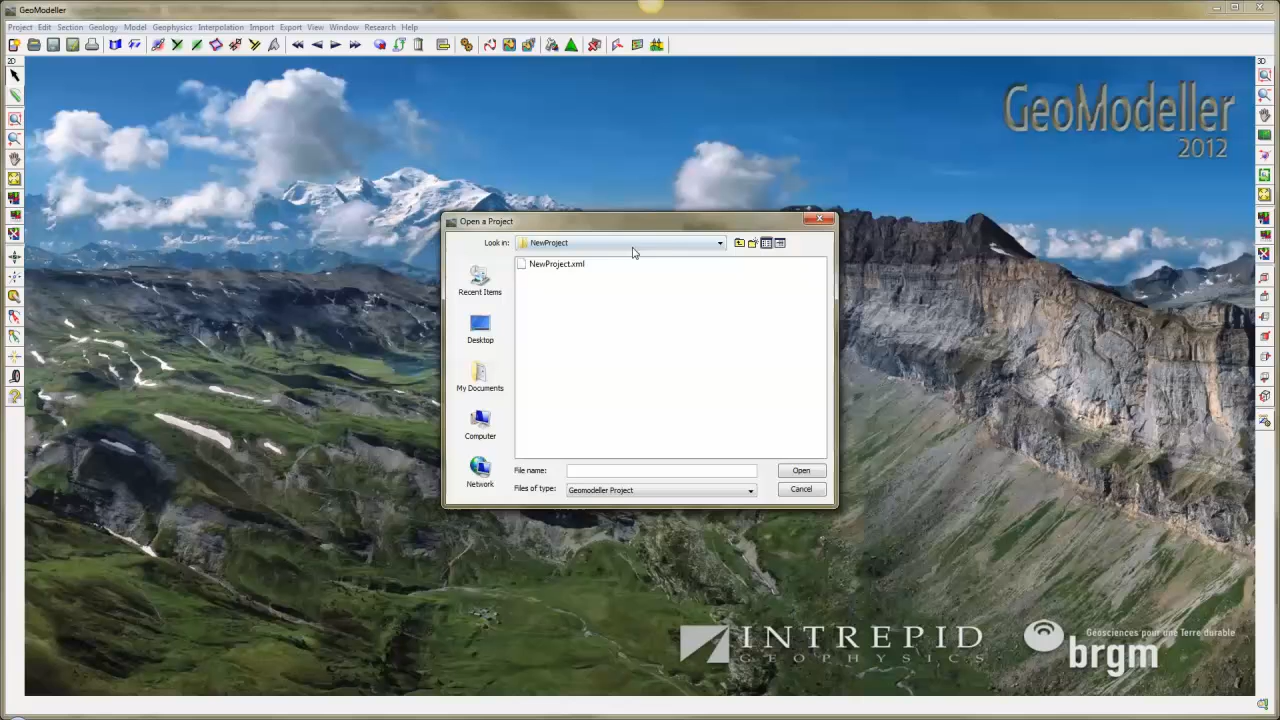 GeoModeller
Project Edit Section Geology Model Geophysics Interpolation Import Export View Window Research Help
2D
3D
GeoModeller
2012
Open a Project
Look in: NewProject
NewProject.xml
Recent Items
Desktop
My Documents
Computer
Network
File name:
Open
Files of type: Geomodeller Project
Cancel
INTREPID
GEOPHYSICS
Géosciences pour une Terre durable
brgm